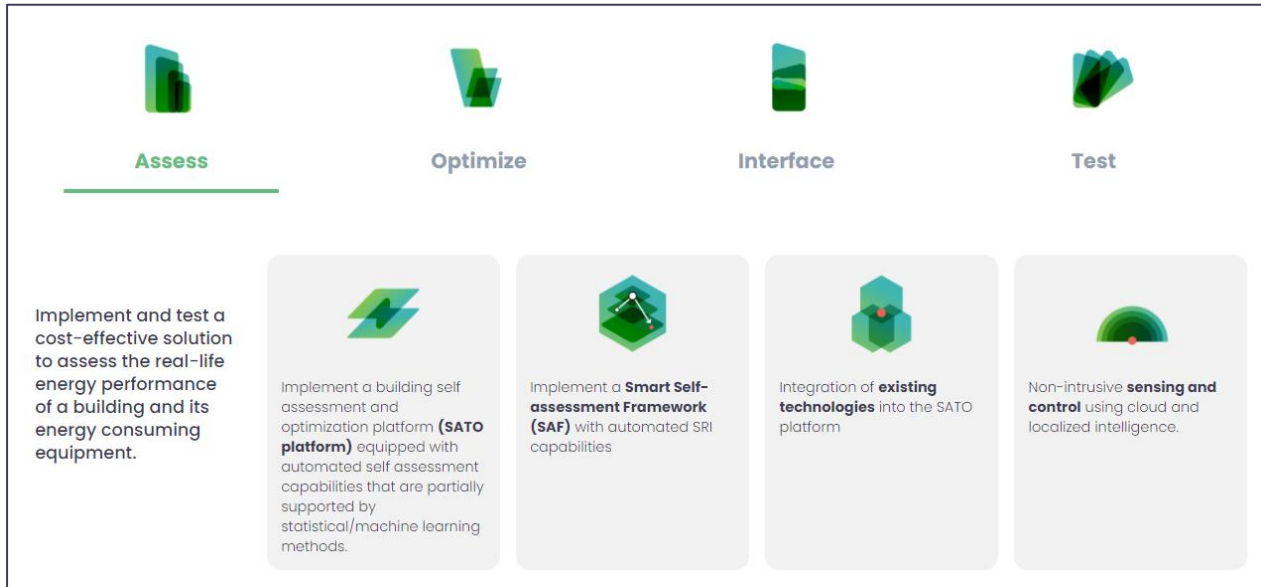 Assess
Optimize
Interface
Test
Implement and test a
cost-effective solution
to assess the real-life
energy performance
of a building and its
energy consuming
equipment.
Implement a building self
assessment and
optimization platform (SATO
platform) equipped with
automated self assessment
capabilities that are partially
supported by
statistical/machine learning
methods.
Implement a Smart Self-
assessment Framework
(SAF) with automated SRI
capabilities
Integration of existing
technologies into the SATO
platform
Non-intrusive sensing and
control using cloud and
localized intelligence.